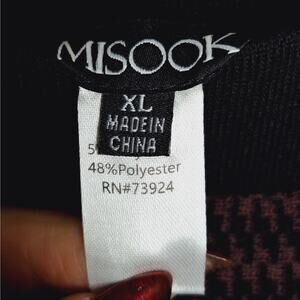 MISOOK
XL
MADE IN
CHINA
48%Polyester
RN#73924